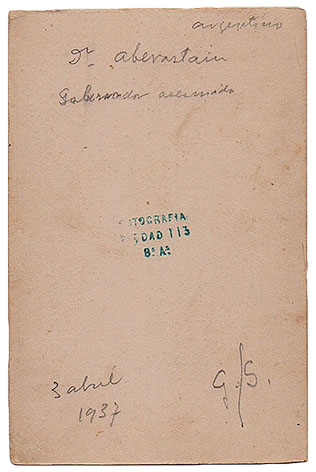 argentino
Dr aberastain
Gobernador asesinado
FOTOGRAFIA
PIEDAD 113
Bs As
3 abril
1937
G./S.